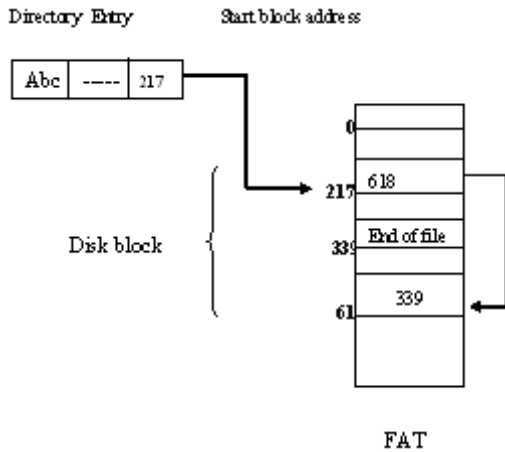 Directory Entry
Start block address
Abc ----- 217
0
217 618
End of file
339
Disk block
61 339
FAT